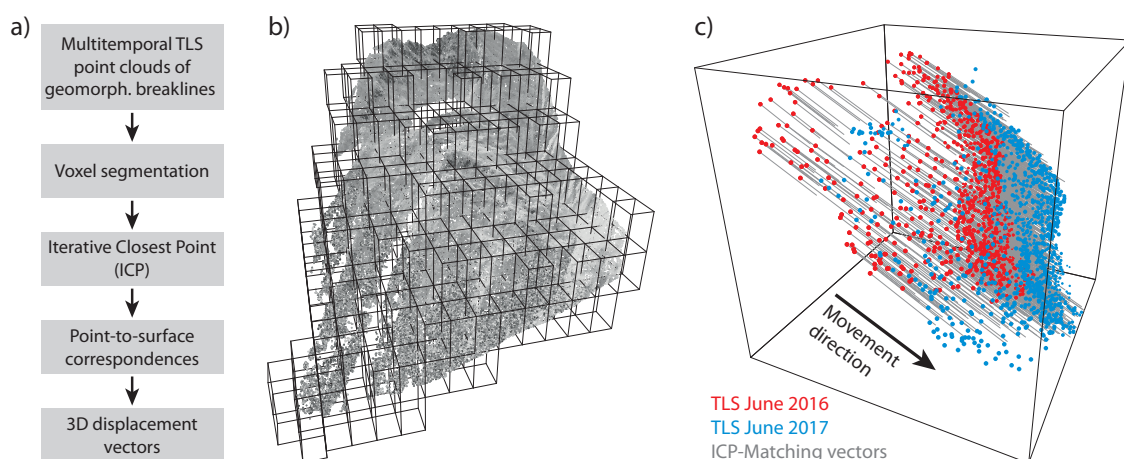 a)
Multitemporal TLS
point clouds of
geomorph. breaklines
Voxel segmentation
Iterative Closest Point
(ICP)
Point-to-surface
correspondences
3D displacement
vectors
b)
c)
Movement
direction
TLS June 2016
TLS June 2017
ICP-Matching vectors